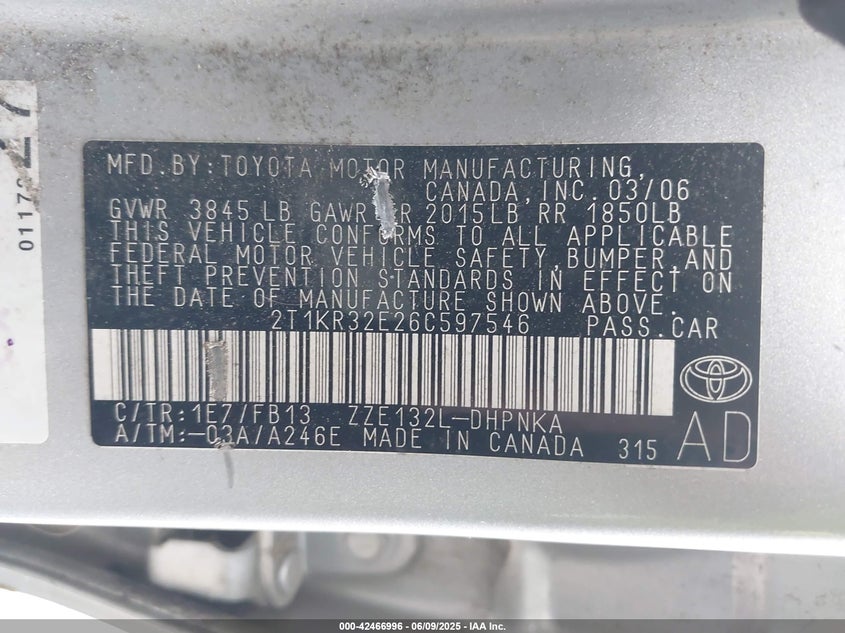 MFD.BY:TOYOTA MOTOR MANUFACTURING,
CANADA,INC. 03/06
GVWR 3845 LB GAWR 2015LB RR 1850LB
THIS VEHICLE CONFORMS TO ALL APPLICABLE
FEDERAL MOTOR VEHICLE SAFETY,BUMPER,AND
THEFT PREVENTION STANDARDS IN EFFECT ON
THE DATE OF MANUFACTURE SHOWN ABOVE.
2T1KR32E26C597546 PASS.CAR
C/TR:1E7/FB13 ZZE132L-DHPNKA
A/TM:-03A/A246E MADE IN CANADA 315 AD
000-42466996 - 06/09/2025 - IAA Inc.